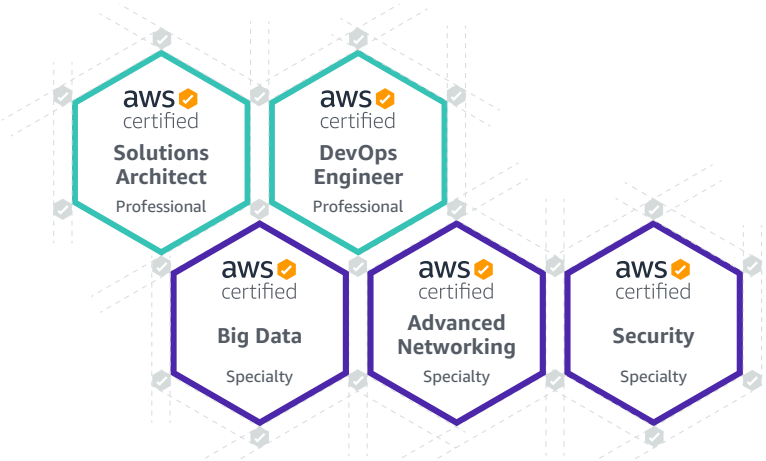 aws
certified
Solutions
Architect
Professional
aws
certified
DevOps
Engineer
Professional
aws
certified
Big Data
Specialty
aws
certified
Advanced
Networking
Specialty
aws
certified
Security
Specialty